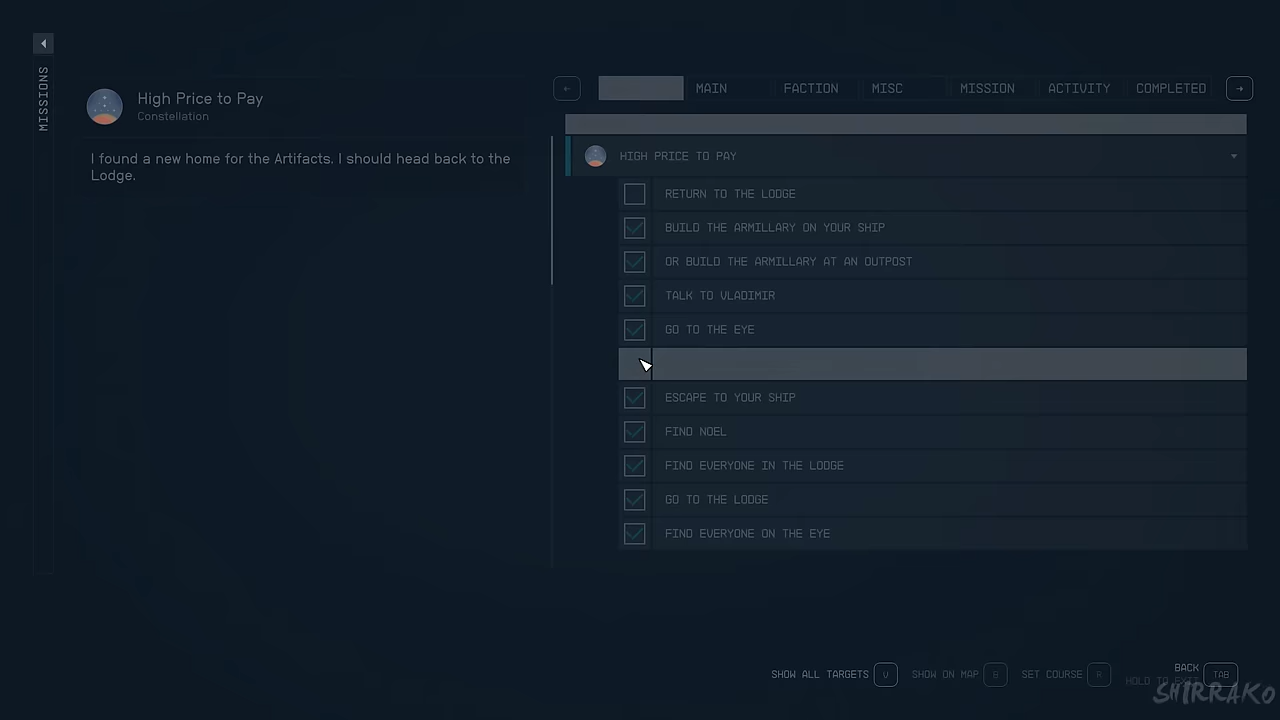 MISSIONS
High Price to Pay
Constellation
I found a new home for the Artifacts. I should head back to the
Lodge.
MAIN
FACTION
MISC
MISSION
ACTIVITY
COMPLETED
HIGH PRICE TO PAY
RETURN TO THE LODGE
BUILD THE ARMILLARY ON YOUR SHIP
OR BUILD THE ARMILLARY AT AN OUTPOST
TALK TO VLADIMIR
GO TO THE EYE
ESCAPE TO YOUR SHIP
FIND NOEL
FIND EVERYONE IN THE LODGE
GO TO THE LODGE
FIND EVERYONE ON THE EYE
SHOW ALL TARGETS V
SHOW ON MAP B
SET COURSE R
BACK TAB
HOLD TO EXIT
SHIRRAKO